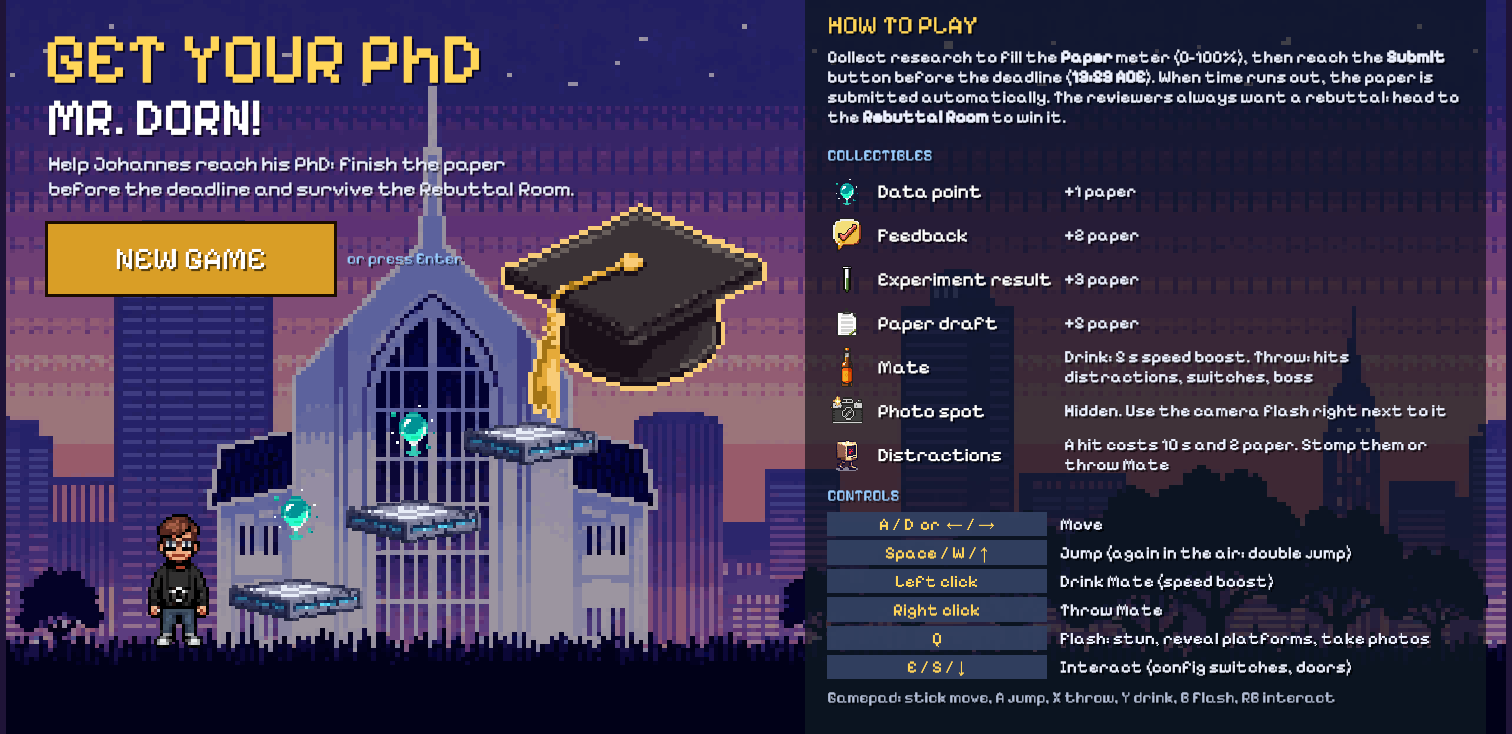 GET YOUR PhD
MR. DORN!
Help Johannes reach his PhD: finish the paper
before the deadline and survive the Rebuttal Room.
NEW GAME
or press Enter
HOW TO PLAY
Collect research to fill the Paper meter (0-100%), then reach the Submit
button before the deadline (AOE). When time runs out, the paper is
submitted automatically. The reviewers always want a rebuttal: head to
the Rebuttal Room to win it.
COLLECTIBLES
Data point +1 paper
Feedback +2 paper
Experiment result +3 paper
Paper draft +5 paper
Mate Drink: 5 s speed boost. Throw: hits
distractions, switches, boss
Photo spot Hidden. Use the camera flash right next to it
Distractions A hit costs 10 s and 2 paper. Stomp them or
throw Mate
CONTROLS
A / D or ← / → Move
Space / W / ↑ Jump (again in the air: double jump)
Left click Drink Mate (speed boost)
Right click Throw Mate
Q Flash: stun, reveal platforms, take photos
E / S / ↓ Interact (config switches, doors)
Gamepad: stick move, A jump, X throw, Y drink, B flash, RB interact